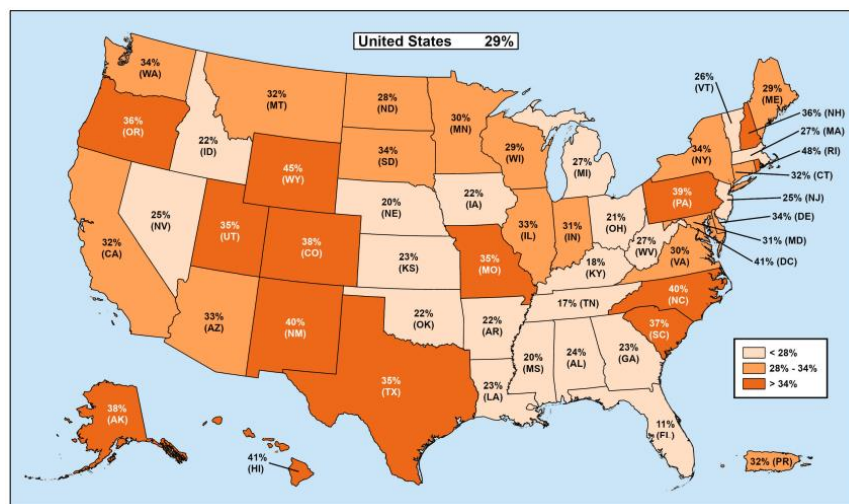 United States 29%
34%
(WA)
32%
(MT)
28%
(ND)
30%
(MN)
26%
(VT)
29%
(ME)
36% (NH)
27% (MA)
48% (RI)
32% (CT)
25% (NJ)
34% (DE)
31% (MD)
41% (DC)
36%
(OR)
22%
(ID)
45%
(WY)
34%
(SD)
29%
(WI)
27%
(MI)
34%
(NY)
39%
(PA)
20%
(NE)
22%
(IA)
33%
(IL)
31%
(IN)
21%
(OH)
27%
(WV)
30%
(VA)
32%
(CA)
25%
(NV)
35%
(UT)
38%
(CO)
23%
(KS)
35%
(MO)
18%
(KY)
17% (TN)
40%
(NC)
37%
(SC)
33%
(AZ)
40%
(NM)
22%
(OK)
22%
(AR)
20%
(MS)
24%
(AL)
23%
(GA)
35%
(TX)
23%
(LA)
11%
(FL)
38%
(AK)
41%
(HI)
32% (PR)
< 28%
28% - 34%
> 34%